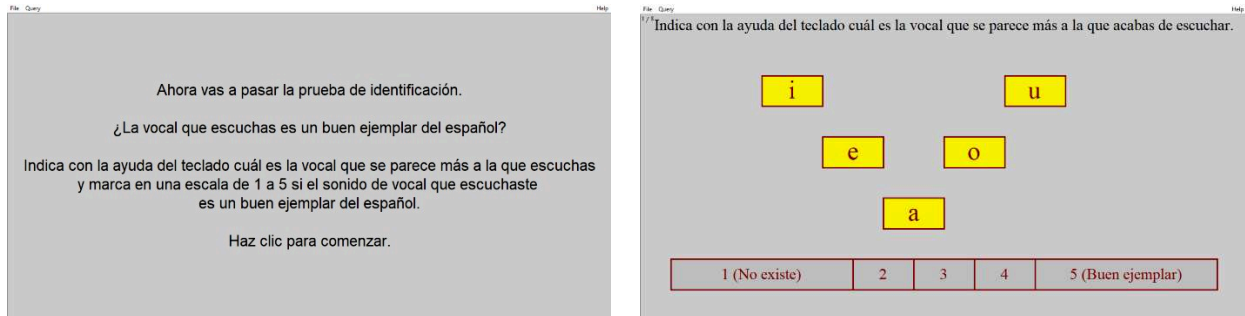 File Query Help
Ahora vas a pasar la prueba de identificación.
¿La vocal que escuchas es un buen ejemplar del español?
Indica con la ayuda del teclado cuál es la vocal que se parece más a la que escuchas
y marca en una escala de 1 a 5 si el sonido de vocal que escuchaste
es un buen ejemplar del español.
Haz clic para comenzar.
File Query Help
Indica con la ayuda del teclado cuál es la vocal que se parece más a la que acabas de escuchar.
i u
e o
a
1 (No existe) 2 3 4 5 (Buen ejemplar)